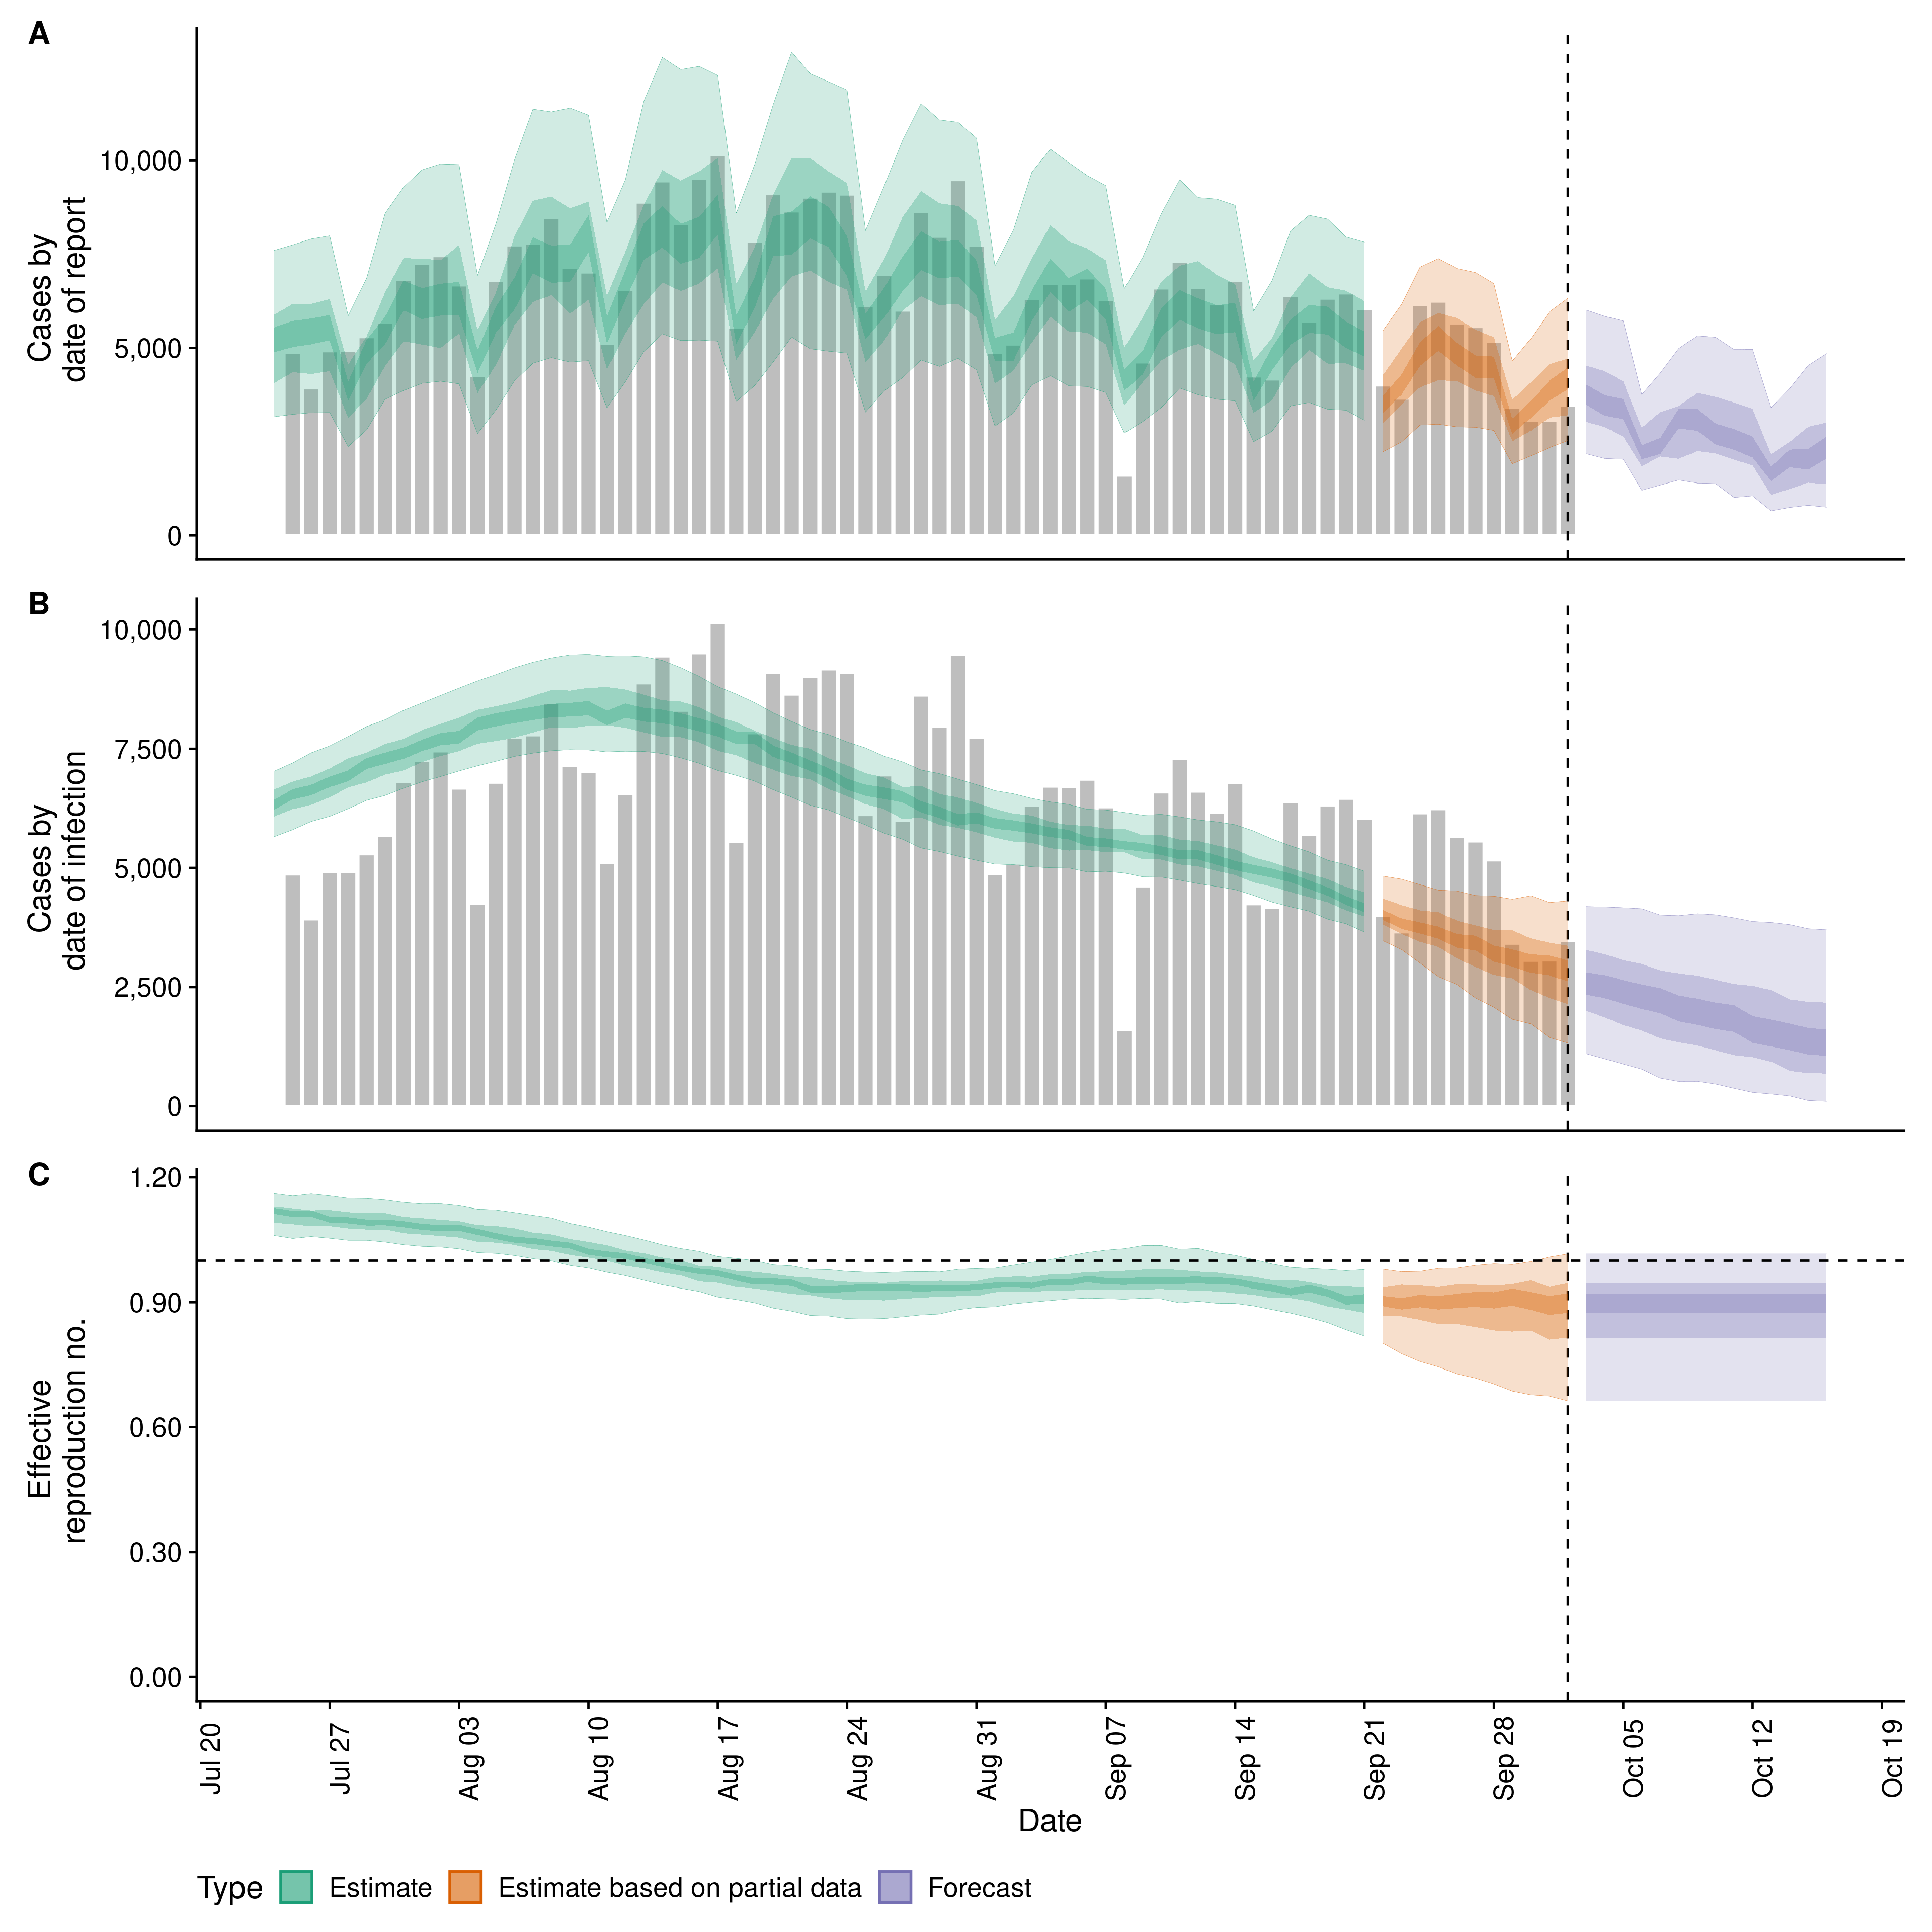 A
Cases by
date of report
10,000
5,000
0
B
Cases by
date of infection
10,000
7,500
5,000
2,500
0
C
Effective
reproduction no.
1.20
0.90
0.60
0.30
0.00
Jul 20
Jul 27
Aug 03
Aug 10
Aug 17
Aug 24
Aug 31
Sep 07
Sep 14
Sep 21
Sep 28
Oct 05
Oct 12
Oct 19
Date
Type Estimate Estimate based on partial data Forecast